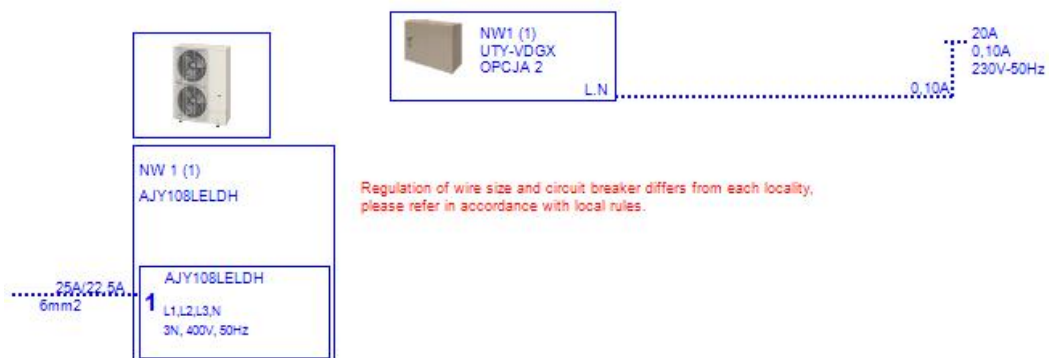 NW1 (1)
UTY-VDGX
OPCJA 2
L.N
0,10A
20A
0,10A
230V-50Hz
NW 1 (1)
AJY108LELDH
Regulation of wire size and circuit breaker differs from each locality,
please refer in accordance with local rules.
25A/22,5A
6mm2
AJY108LELDH
1
L1,L2,L3,N
3N, 400V, 50Hz